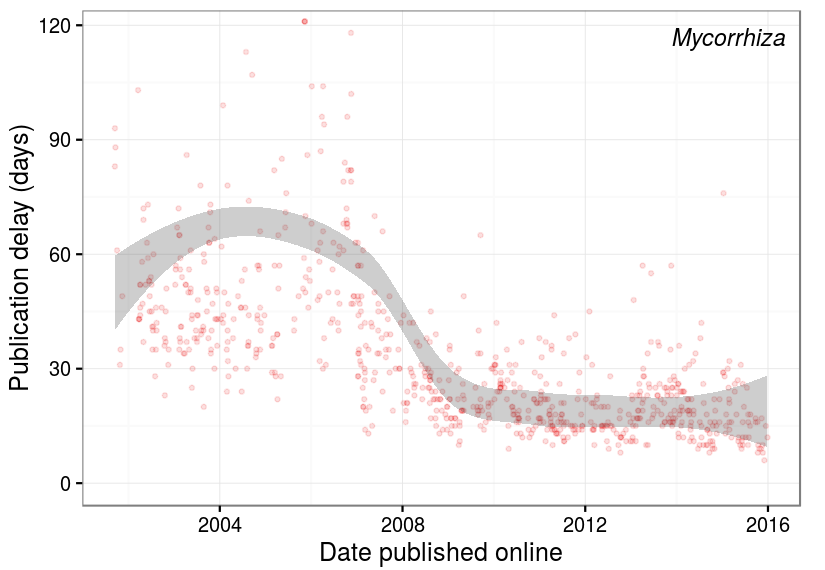 Mycorrhiza
Publication delay (days)
120
90
60
30
0
2004 2008 2012 2016
Date published online